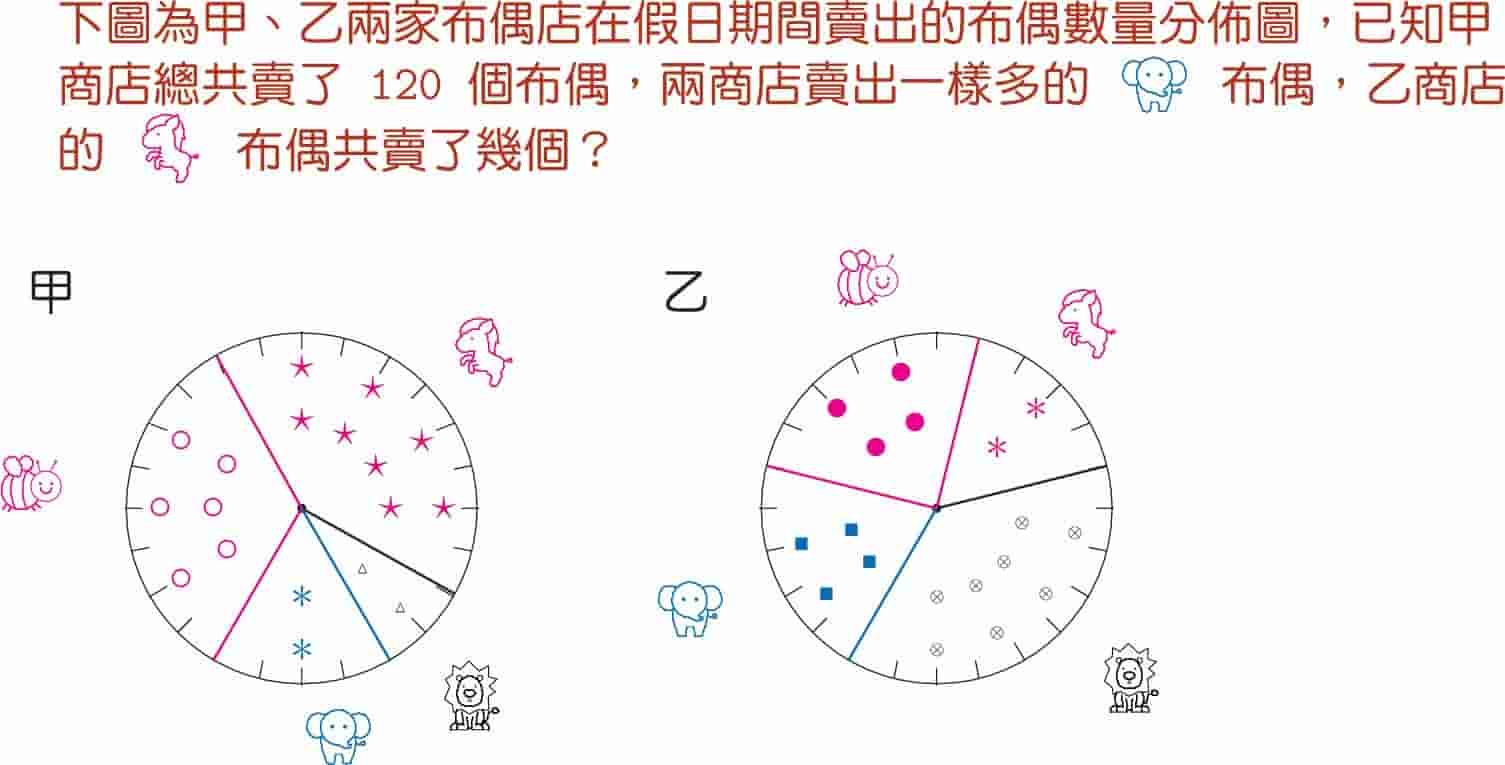 下圖為甲、乙兩家布偶店在假日期間賣出的布偶數量分佈圖，已知甲
商店總共賣了 120 個布偶，兩商店賣出一樣多的 布偶，乙商店
的 布偶共賣了幾個？
甲 乙